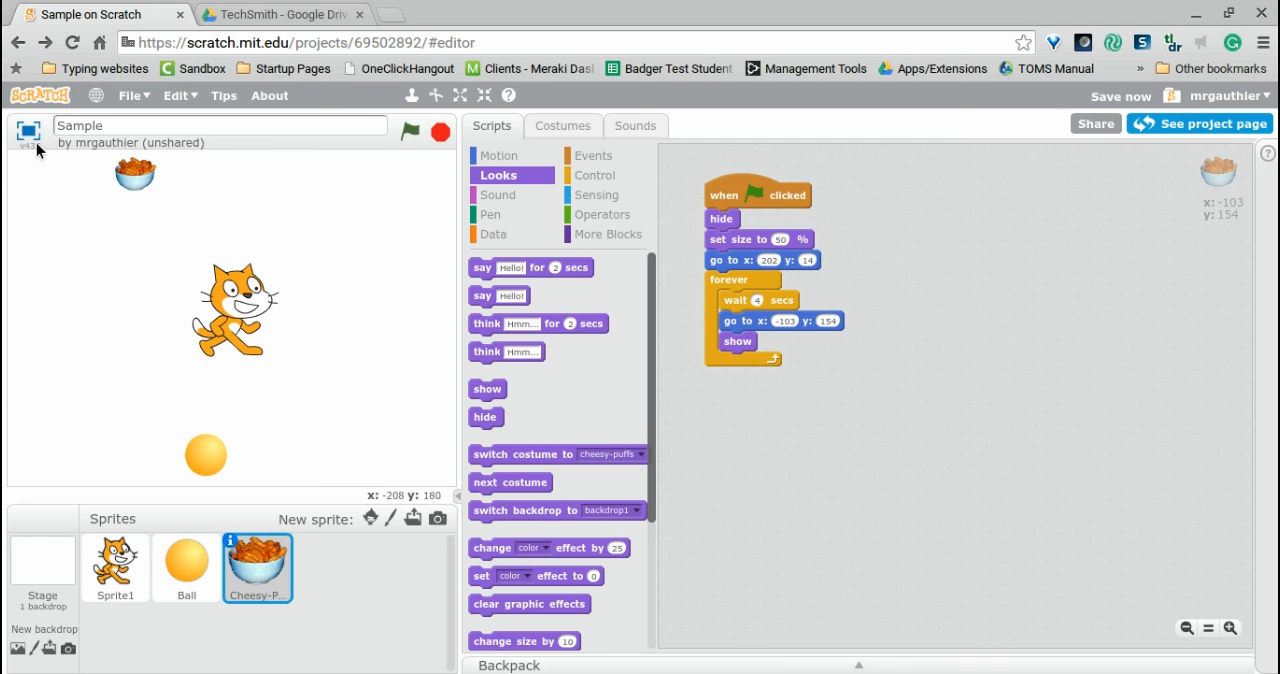 Sample on Scratch ×
TechSmith - Google Driv ×
https://scratch.mit.edu/projects/69502892/#editor
tl;dr
Typing websites Sandbox Startup Pages OneClickHangout Clients - Meraki Das Badger Test Student Management Tools Apps/Extensions TOMS Manual » Other bookmarks
SCRATCH File Edit Tips About Save now mrgauthier
Sample
by mrgauthier (unshared)
Scripts Costumes Sounds
Share See project page
Motion Events
Looks Control
Sound Sensing
Pen Operators
Data More Blocks
say Hello! for 2 secs
say Hello!
think Hmm... for 2 secs
think Hmm...
show
hide
switch costume to cheesy-puffs
next costume
switch backdrop to backdrop1
change color effect by 25
set color effect to 0
clear graphic effects
change size by 10
when clicked
hide
set size to 50 %
go to x: 202 y: 14
forever
wait 4 secs
go to x: -103 y: 154
show
x: -103
y: 154
x: -208 y: 180
Sprites New sprite:
Stage
1 backdrop
New backdrop
Sprite1
Ball
Cheesy-P...
Backpack